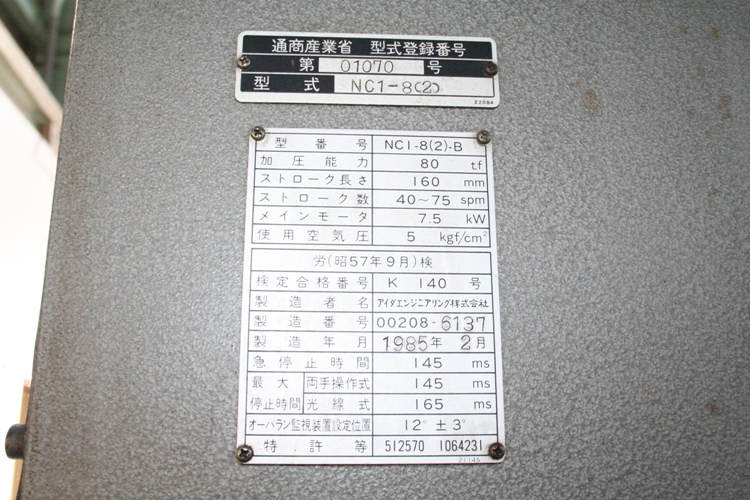 通商産業省 型式登録番号
第 01070 号
型式 NC1-8(2)
22084
型番号 NC1-8(2)-B
加圧能力 80 tf
ストローク長さ 160 mm
ストローク数 40〜75 spm
メインモータ 7.5 kW
使用空気圧 5 kgf/cm²
労(昭57年9月)検
検定合格番号 K 140 号
製造者名 アイダエンジニアリング株式会社
製造番号 00208-6137
製造年月 1985年 2月
急停止時間 145 ms
最大 両手操作式 145 ms
停止時間 光線式 165 ms
オーバラン監視装置設定位置 12°±3°
特許等 512570 1064231
21145